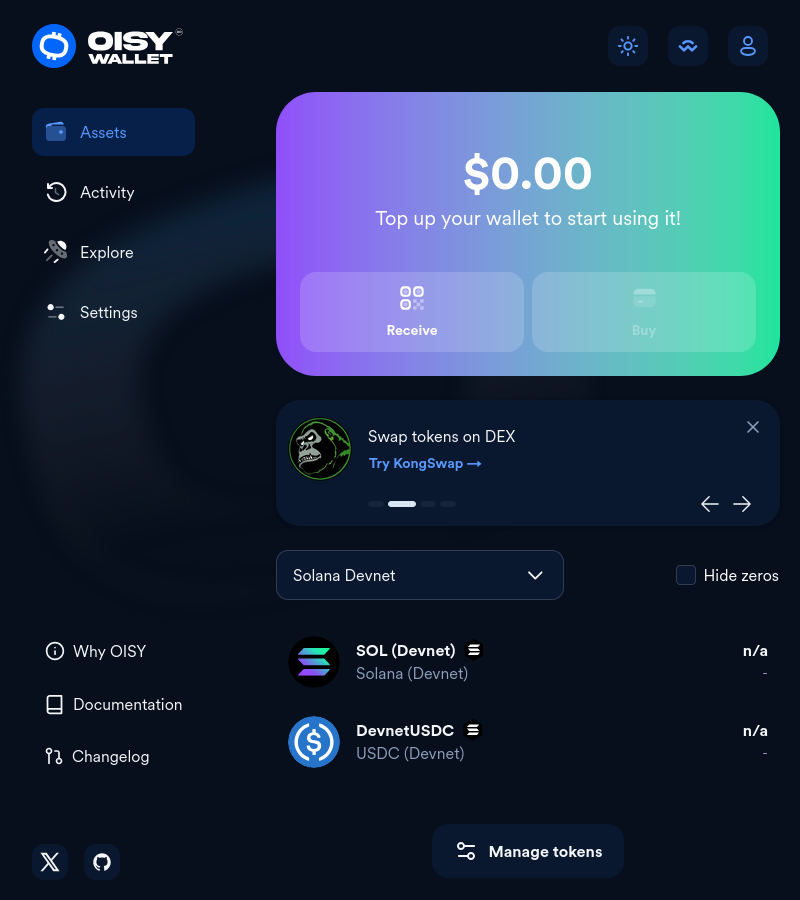 OISY
WALLET
Assets
Activity
Explore
Settings
$0.00
Top up your wallet to start using it!
Receive
Buy
Swap tokens on DEX
Try KongSwap →
Solana Devnet
Hide zeros
SOL (Devnet)
n/a
Solana (Devnet)
-
DevnetUSDC
n/a
USDC (Devnet)
-
Why OISY
Documentation
Changelog
Manage tokens